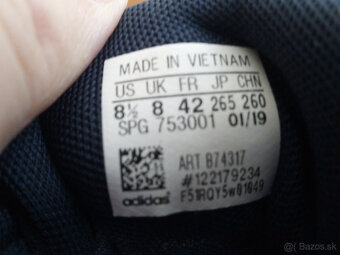 MADE IN VIETNAM
US UK FR JP CHN
8½ 8 42 265 260
SPG 753001 01/19
ART B74317
#122179234
F51RQY5W01049
adidas
© Bazos.sk